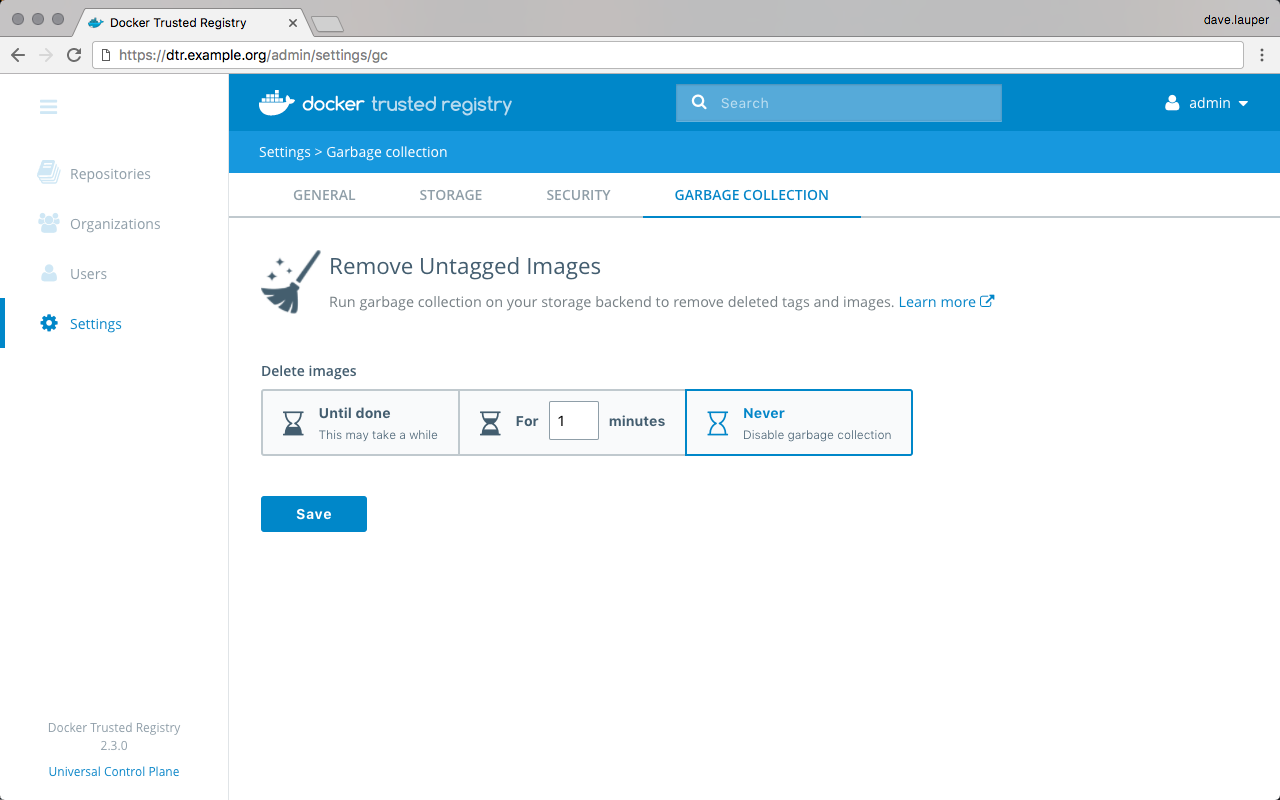 Docker Trusted Registry
dave.lauper
https://dtr.example.org/admin/settings/gc
docker trusted registry
Search
admin
Settings > Garbage collection
Repositories
Organizations
Users
Settings
GENERAL
STORAGE
SECURITY
GARBAGE COLLECTION
Remove Untagged Images
Run garbage collection on your storage backend to remove deleted tags and images. Learn more
Delete images
Until done
This may take a while
For 1 minutes
Never
Disable garbage collection
Save
Docker Trusted Registry
2.3.0
Universal Control Plane